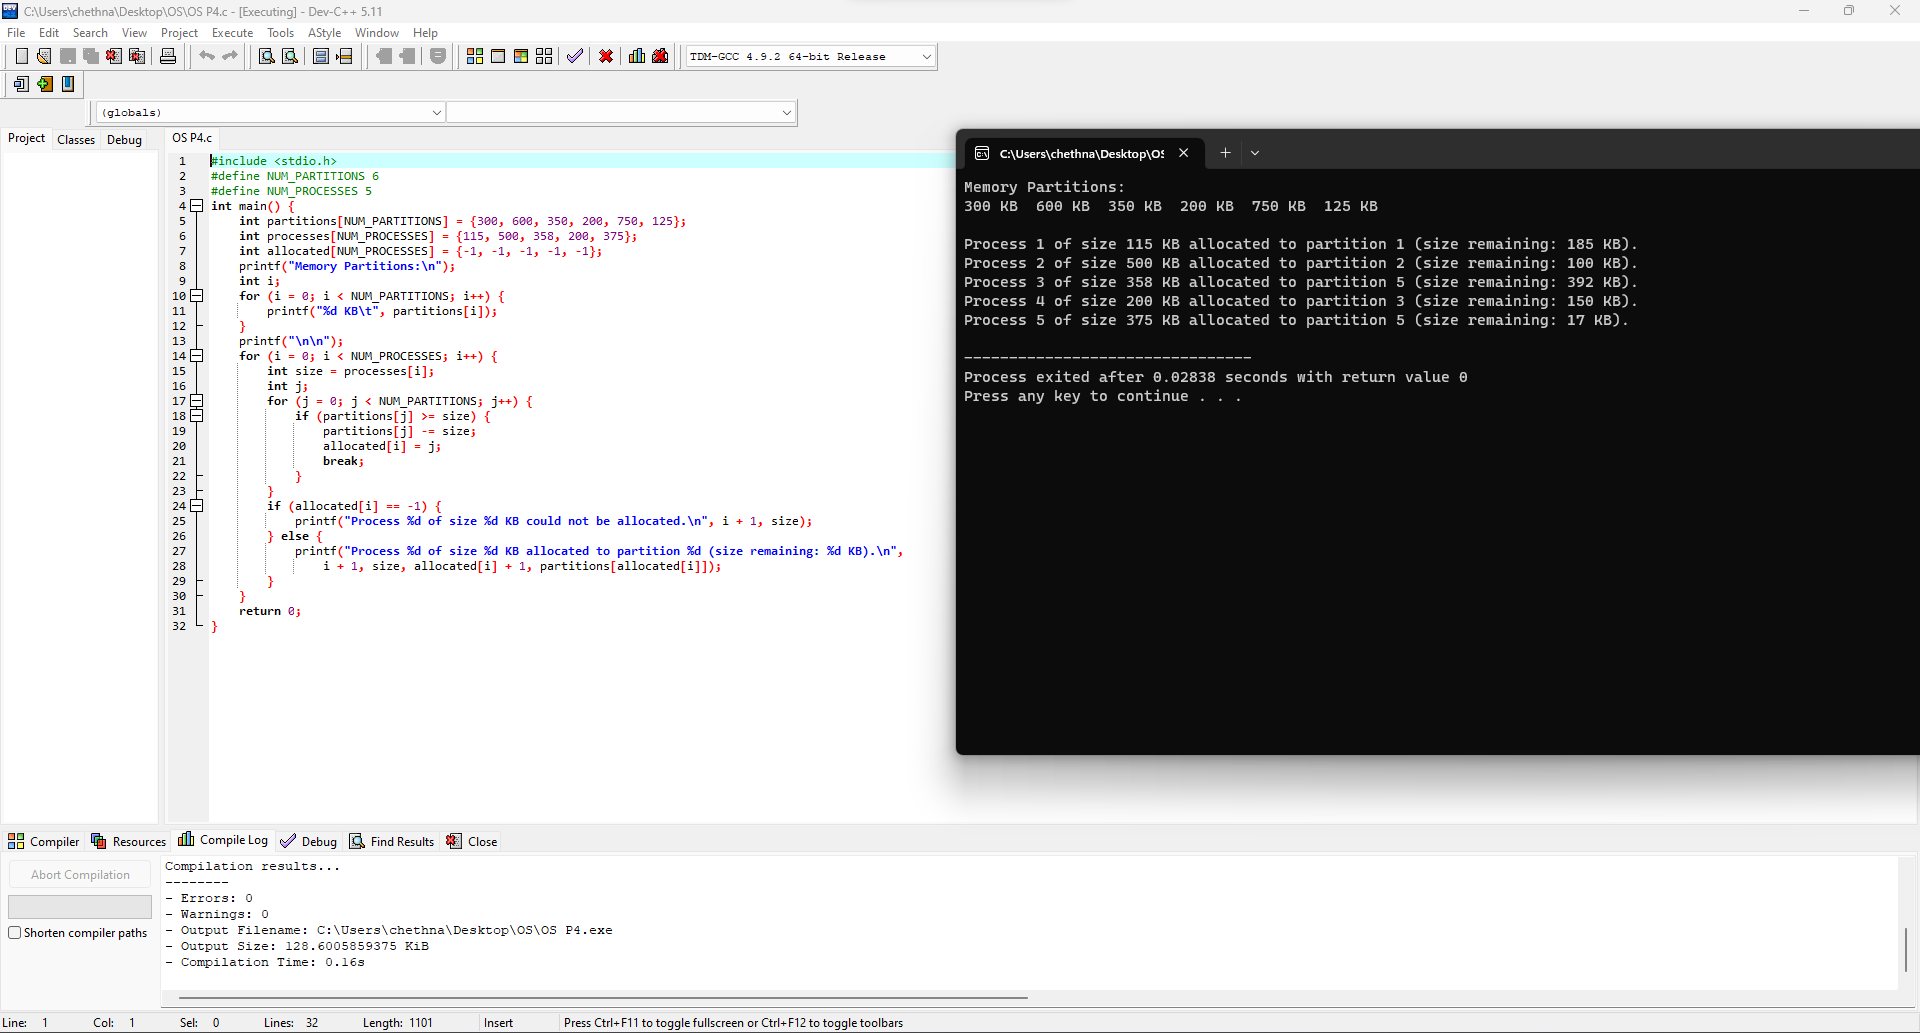 C:\Users\chethna\Desktop\OS\OS P4.c - [Executing] - Dev-C++ 5.11
File Edit Search View Project Execute Tools AStyle Window Help
TDM-GCC 4.9.2 64-bit Release
(globals)
Project Classes Debug
OS P4.c
1 #include <stdio.h>
2 #define NUM_PARTITIONS 6
3 #define NUM_PROCESSES 5
4 int main() {
5 int partitions[NUM_PARTITIONS] = {300, 600, 350, 200, 750, 125};
6 int processes[NUM_PROCESSES] = {115, 500, 358, 200, 375};
7 int allocated[NUM_PROCESSES] = {-1, -1, -1, -1, -1};
8 printf("Memory Partitions:\n");
9 int i;
10 for (i = 0; i < NUM_PARTITIONS; i++) {
11 printf("%d KB\t", partitions[i]);
12 }
13 printf("\n\n");
14 for (i = 0; i < NUM_PROCESSES; i++) {
15 int size = processes[i];
16 int j;
17 for (j = 0; j < NUM_PARTITIONS; j++) {
18 if (partitions[j] >= size) {
19 partitions[j] -= size;
20 allocated[i] = j;
21 break;
22 }
23 }
24 if (allocated[i] == -1) {
25 printf("Process %d of size %d KB could not be allocated.\n", i + 1, size);
26 } else {
27 printf("Process %d of size %d KB allocated to partition %d (size remaining: %d KB).\n",
28 i + 1, size, allocated[i] + 1, partitions[allocated[i]]);
29 }
30 }
31 return 0;
32 }
C:\Users\chethna\Desktop\OS
Memory Partitions:
300 KB 600 KB 350 KB 200 KB 750 KB 125 KB
Process 1 of size 115 KB allocated to partition 1 (size remaining: 185 KB).
Process 2 of size 500 KB allocated to partition 2 (size remaining: 100 KB).
Process 3 of size 358 KB allocated to partition 5 (size remaining: 392 KB).
Process 4 of size 200 KB allocated to partition 3 (size remaining: 150 KB).
Process 5 of size 375 KB allocated to partition 5 (size remaining: 17 KB).
--------------------------------
Process exited after 0.02838 seconds with return value 0
Press any key to continue . . .
Compiler Resources Compile Log Debug Find Results Close
Abort Compilation
Shorten compiler paths
Compilation results...
--------
- Errors: 0
- Warnings: 0
- Output Filename: C:\Users\chethna\Desktop\OS\OS P4.exe
- Output Size: 128.6005859375 KiB
- Compilation Time: 0.16s
Line: 1 Col: 1 Sel: 0 Lines: 32 Length: 1101 Insert Press Ctrl+F11 to toggle fullscreen or Ctrl+F12 to toggle toolbars